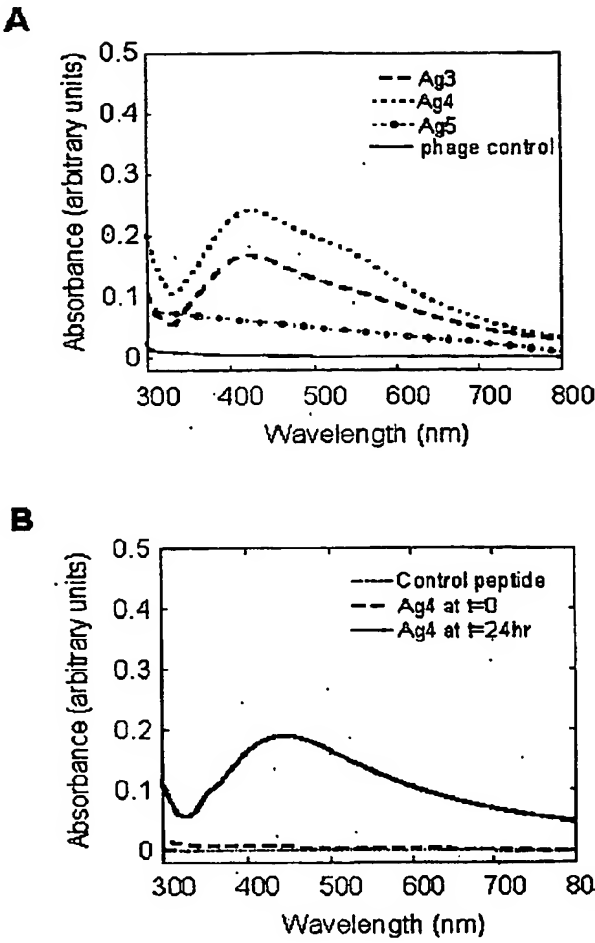 A
Absorbance (arbitrary units)
0.5
0.4
0.3
0.2
0.1
0
Ag3
Ag4
Ag5
phage control
300 400 500 600 700 800
Wavelength (nm)
B
Absorbance (arbitrary units)
0.5
0.4
0.3
0.2
0.1
0
Control peptide
Ag4 at t=0
Ag4 at t=24hr
300 400 500 600 700 80
Wavelength (nm)